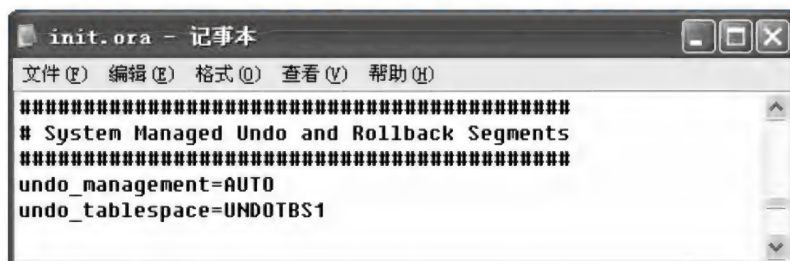 init.ora - 记事本
文件(F) 编辑(E) 格式(O) 查看(V) 帮助(H)
###########################################
# System Managed Undo and Rollback Segments
###########################################
undo_management=AUTO
undo_tablespace=UNDOTBS1